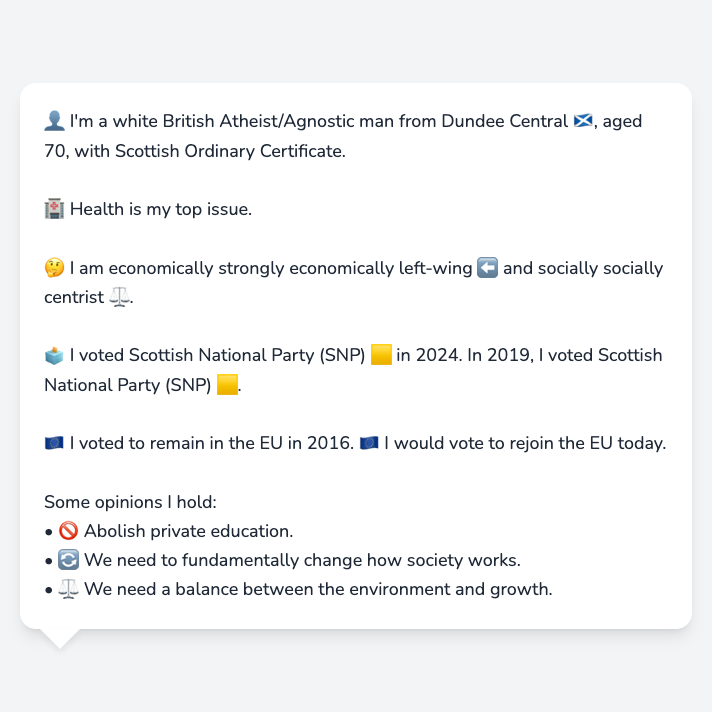 👤 I'm a white British Atheist/Agnostic man from Dundee Central 🏴󠁧󠁢󠁳󠁣󠁴󠁿, aged
70, with Scottish Ordinary Certificate.
🏥 Health is my top issue.
🤔 I am economically strongly economically left-wing ⬅️ and socially socially
centrist ⚖️.
🗳️ I voted Scottish National Party (SNP) 🟨 in 2024. In 2019, I voted Scottish
National Party (SNP) 🟨.
🇪🇺 I voted to remain in the EU in 2016. 🇪🇺 I would vote to rejoin the EU today.
Some opinions I hold:
• 🚫 Abolish private education.
• 🔄 We need to fundamentally change how society works.
• ⚖️ We need a balance between the environment and growth.